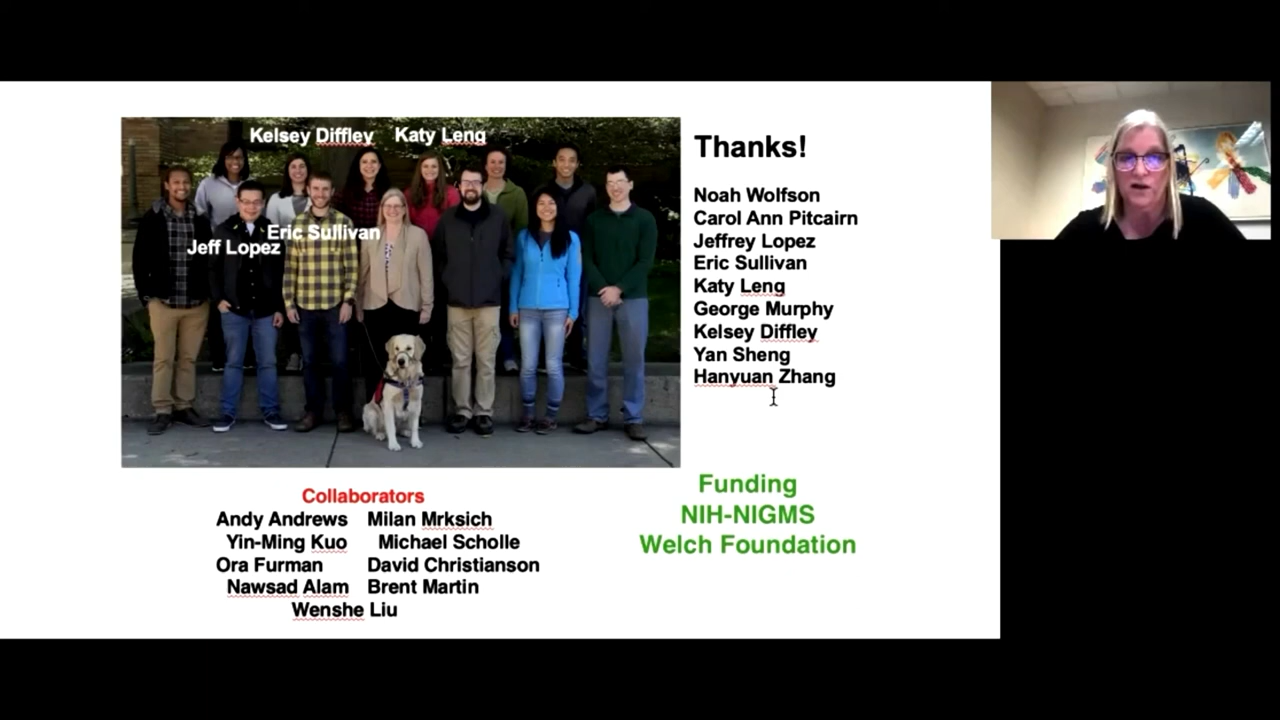 Kelsey Diffley Katy Leng
Eric Sullivan
Jeff Lopez
Thanks!
Noah Wolfson
Carol Ann Pitcairn
Jeffrey Lopez
Eric Sullivan
Katy Leng
George Murphy
Kelsey Diffley
Yan Sheng
Hanyuan Zhang
Collaborators
Andy Andrews Milan Mrksich
Yin-Ming Kuo Michael Scholle
Ora Furman David Christianson
Nawsad Alam Brent Martin
Wenshe Liu
Funding
NIH-NIGMS
Welch Foundation